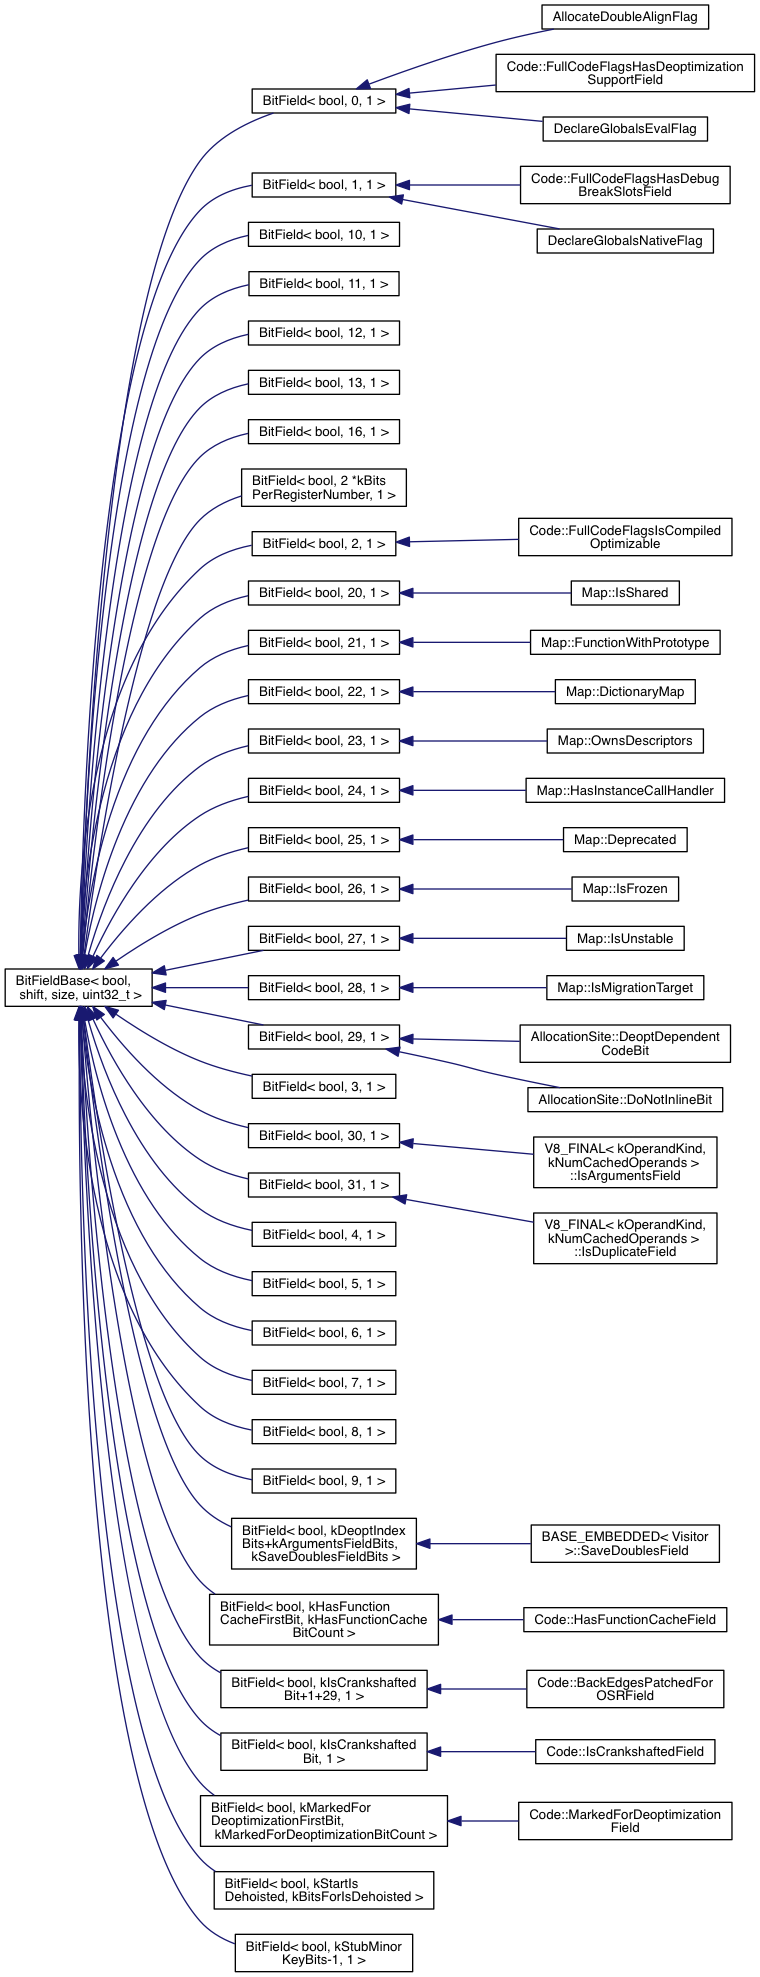 AllocateDoubleAlignFlag
Code::FullCodeFlagsHasDeoptimization
SupportField
BitField< bool, 0, 1 >
DeclareGlobalsEvalFlag
Code::FullCodeFlagsHasDebug
BreakSlotsField
BitField< bool, 1, 1 >
DeclareGlobalsNativeFlag
BitField< bool, 10, 1 >
BitField< bool, 11, 1 >
BitField< bool, 12, 1 >
BitField< bool, 13, 1 >
BitField< bool, 16, 1 >
BitField< bool, 2 *kBits
PerRegisterNumber, 1 >
BitField< bool, 2, 1 >
Code::FullCodeFlagsIsCompiled
Optimizable
BitField< bool, 20, 1 >
Map::IsShared
BitField< bool, 21, 1 >
Map::FunctionWithPrototype
BitField< bool, 22, 1 >
Map::DictionaryMap
BitField< bool, 23, 1 >
Map::OwnsDescriptors
BitField< bool, 24, 1 >
Map::HasInstanceCallHandler
BitField< bool, 25, 1 >
Map::Deprecated
BitField< bool, 26, 1 >
Map::IsFrozen
BitField< bool, 27, 1 >
Map::IsUnstable
BitFieldBase< bool,
shift, size, uint32_t >
BitField< bool, 28, 1 >
Map::IsMigrationTarget
BitField< bool, 29, 1 >
AllocationSite::DeoptDependent
CodeBit
BitField< bool, 3, 1 >
AllocationSite::DoNotInlineBit
BitField< bool, 30, 1 >
V8_FINAL< kOperandKind,
kNumCachedOperands >
::IsArgumentsField
BitField< bool, 31, 1 >
V8_FINAL< kOperandKind,
kNumCachedOperands >
::IsDuplicateField
BitField< bool, 4, 1 >
BitField< bool, 5, 1 >
BitField< bool, 6, 1 >
BitField< bool, 7, 1 >
BitField< bool, 8, 1 >
BitField< bool, 9, 1 >
BitField< bool, kDeoptIndex
Bits+kArgumentsFieldBits,
kSaveDoublesFieldBits >
BASE_EMBEDDED< Visitor
>::SaveDoublesField
BitField< bool, kHasFunction
CacheFirstBit, kHasFunctionCache
BitCount >
Code::HasFunctionCacheField
BitField< bool, kIsCrankshafted
Bit+1+29, 1 >
Code::BackEdgesPatchedFor
OSRField
BitField< bool, kIsCrankshafted
Bit, 1 >
Code::IsCrankshaftedField
BitField< bool, kMarkedFor
DeoptimizationFirstBit,
kMarkedForDeoptimizationBitCount >
Code::MarkedForDeoptimization
Field
BitField< bool, kStartIs
Dehoisted, kBitsForIsDehoisted >
BitField< bool, kStubMinor
KeyBits-1, 1 >